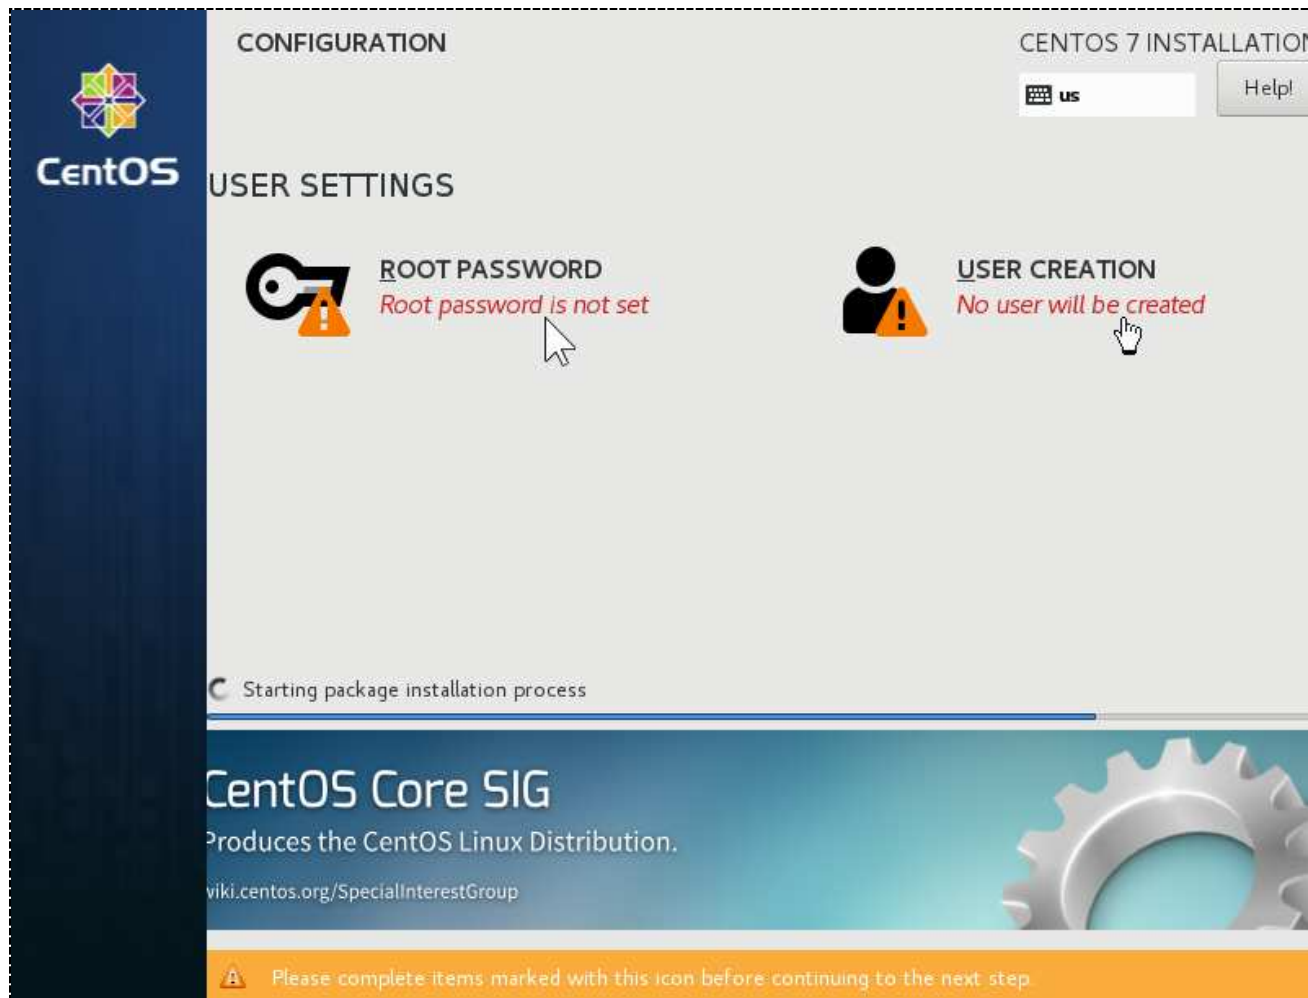 CONFIGURATION
CENTOS 7 INSTALLATION
us
Help!
CentOS
USER SETTINGS
ROOT PASSWORD
Root password is not set
USER CREATION
No user will be created
Starting package installation process
CentOS Core SIG
Produces the CentOS Linux Distribution.
wiki.centos.org/SpecialInterestGroup
Please complete items marked with this icon before continuing to the next step.